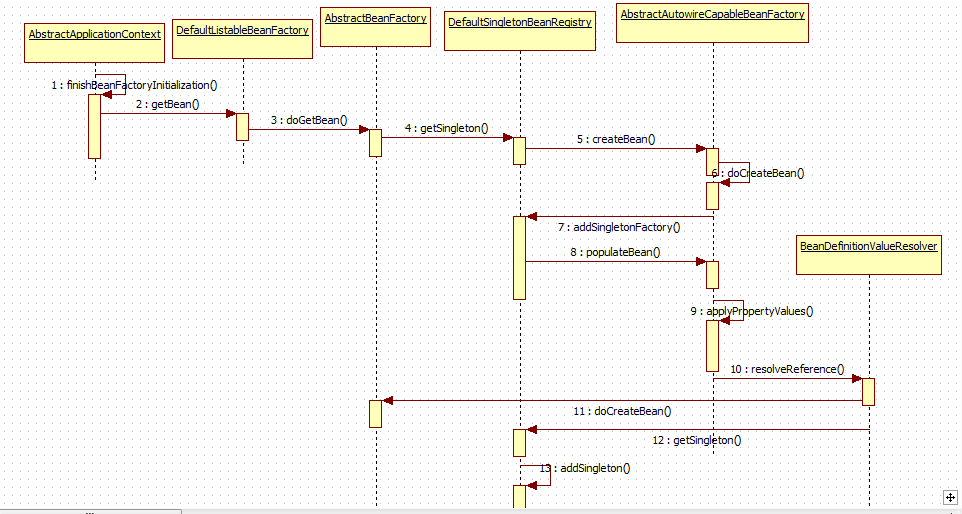 AbstractApplicationContext
DefaultListableBeanFactory
AbstractBeanFactory
DefaultSingletonBeanRegistry
AbstractAutowireCapableBeanFactory
1 : finishBeanFactoryInitialization()
2 : getBean()
3 : doGetBean()
4 : getSingleton()
5 : createBean()
6 : doCreateBean()
7 : addSingletonFactory()
8 : populateBean()
BeanDefinitionValueResolver
9 : applyPropertyValues()
10 : resolveReference()
11 : doCreateBean()
12 : getSingleton()
13 : addSingleton()